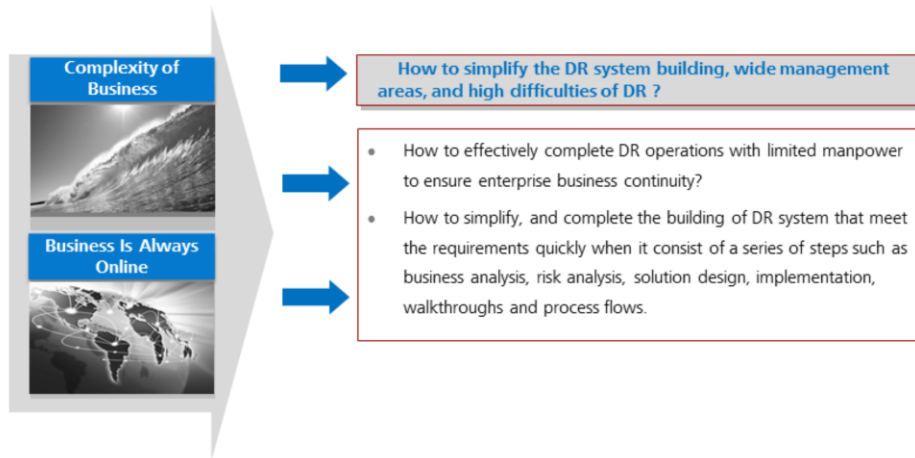 Complexity of
Business
Business Is Always
Online
How to simplify the DR system building, wide management
areas, and high difficulties of DR ?
• How to effectively complete DR operations with limited manpower
to ensure enterprise business continuity?
• How to simplify, and complete the building of DR system that meet
the requirements quickly when it consist of a series of steps such as
business analysis, risk analysis, solution design, implementation,
walkthroughs and process flows.